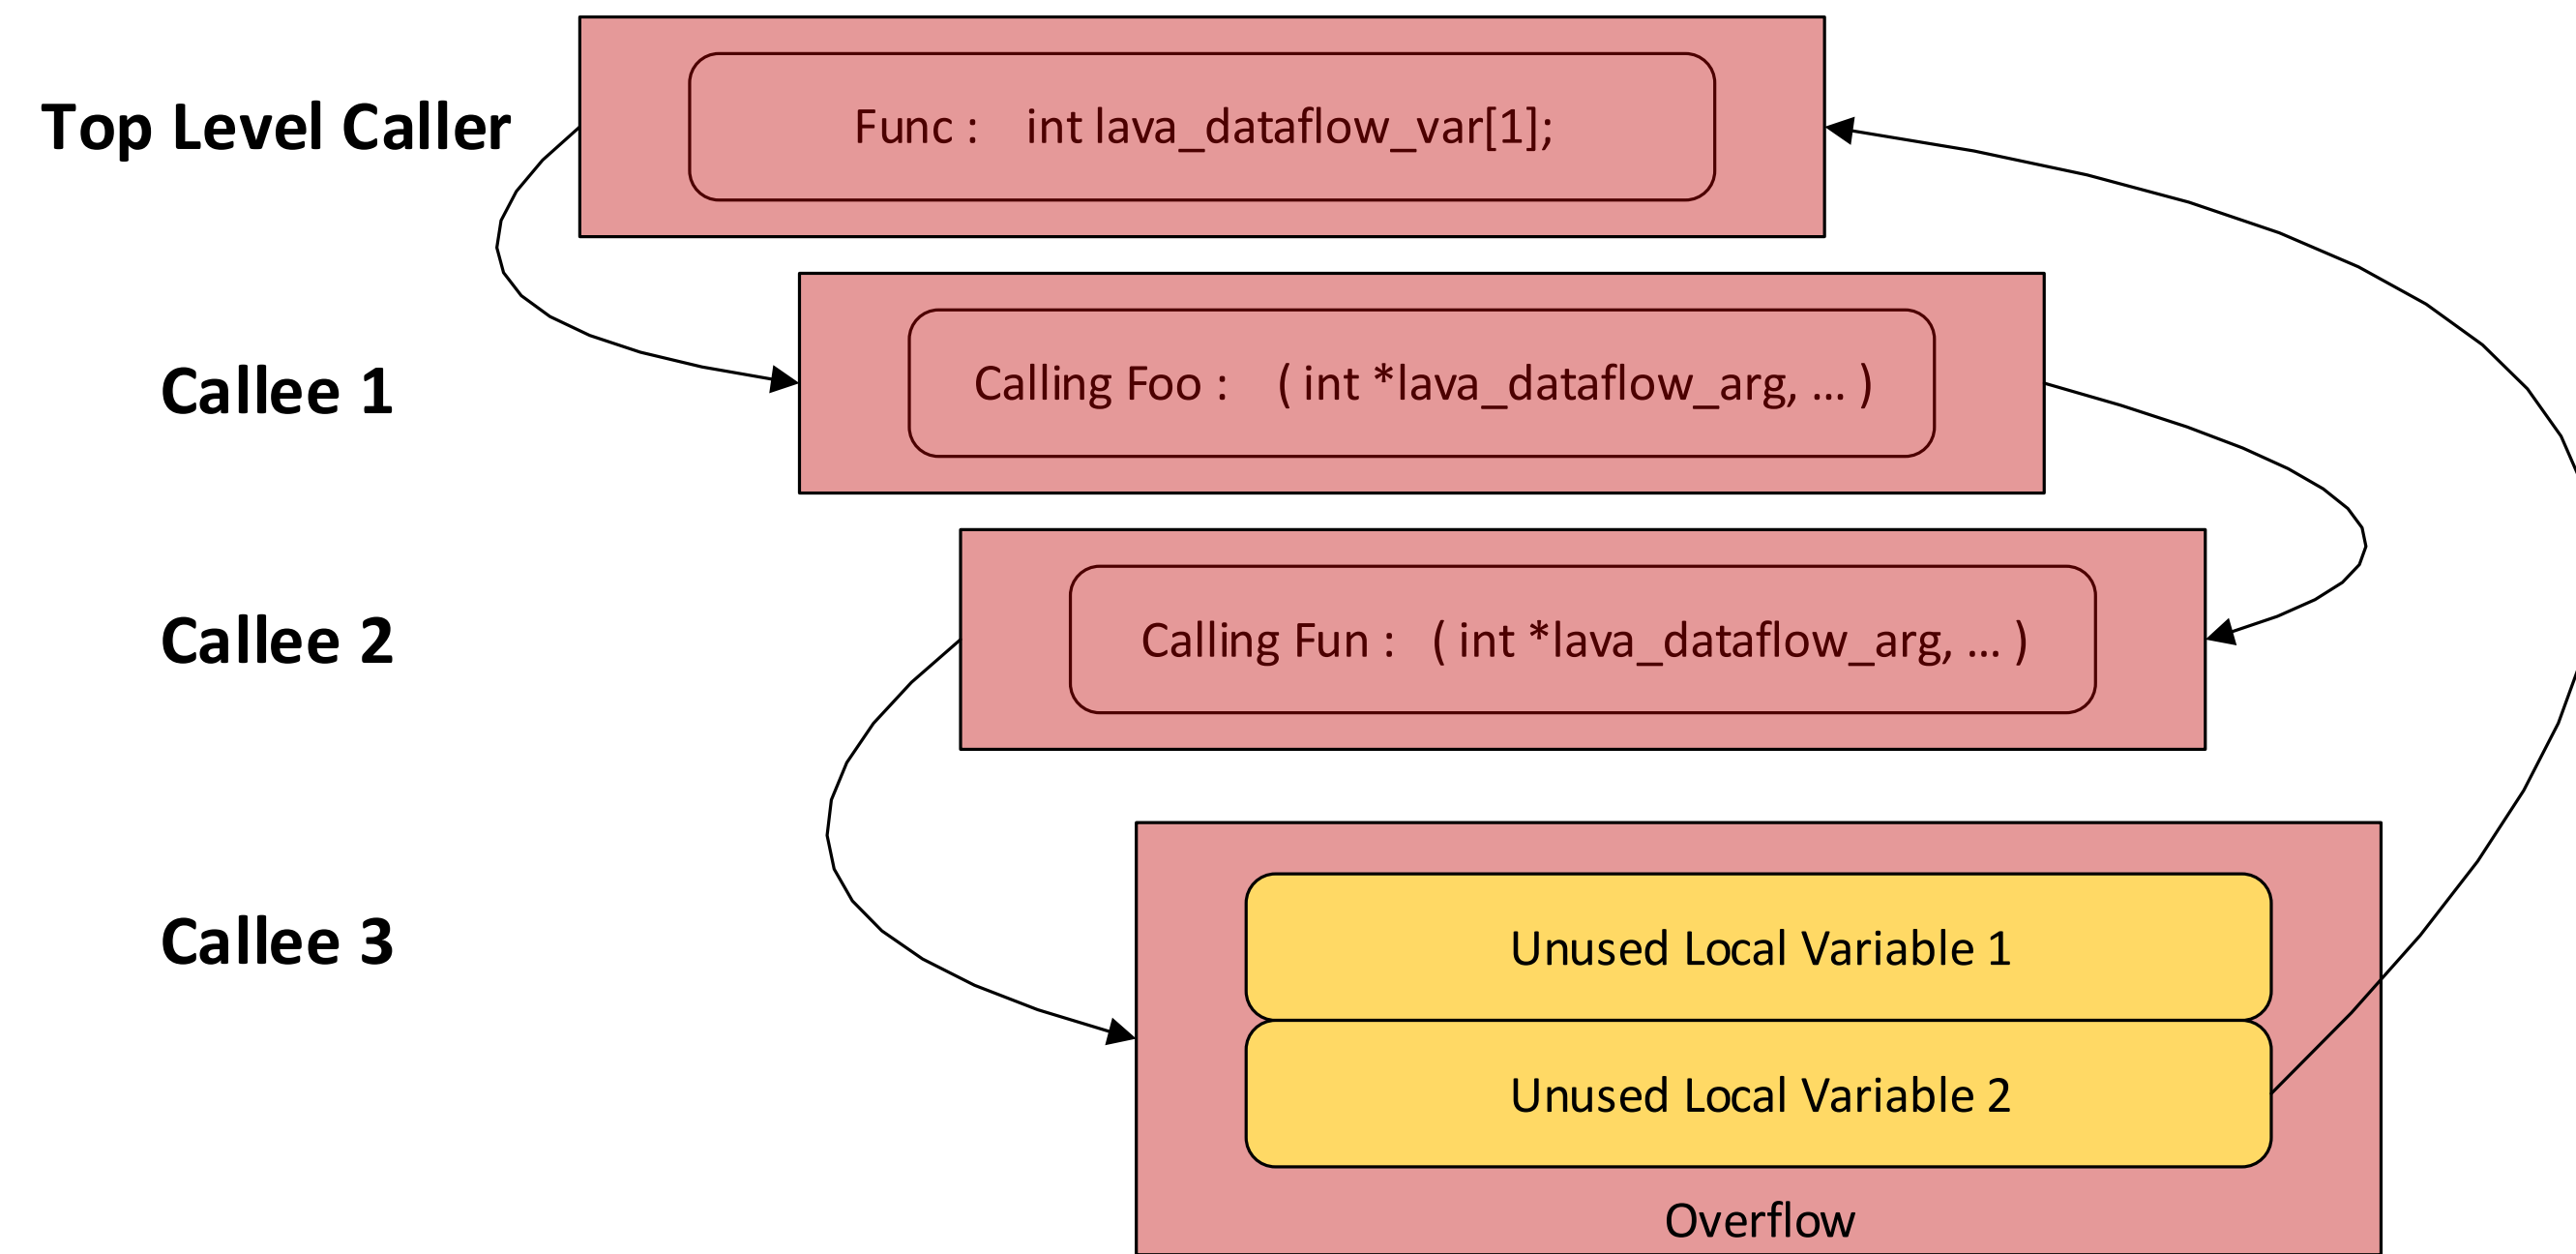 Top Level Caller
Func :    int lava_dataflow_var[1];
Callee 1
Calling Foo :    ( int *lava_dataflow_arg, ... )
Callee 2
Calling Fun :   ( int *lava_dataflow_arg, ... )
Callee 3
Unused Local Variable 1
Unused Local Variable 2
Overflow